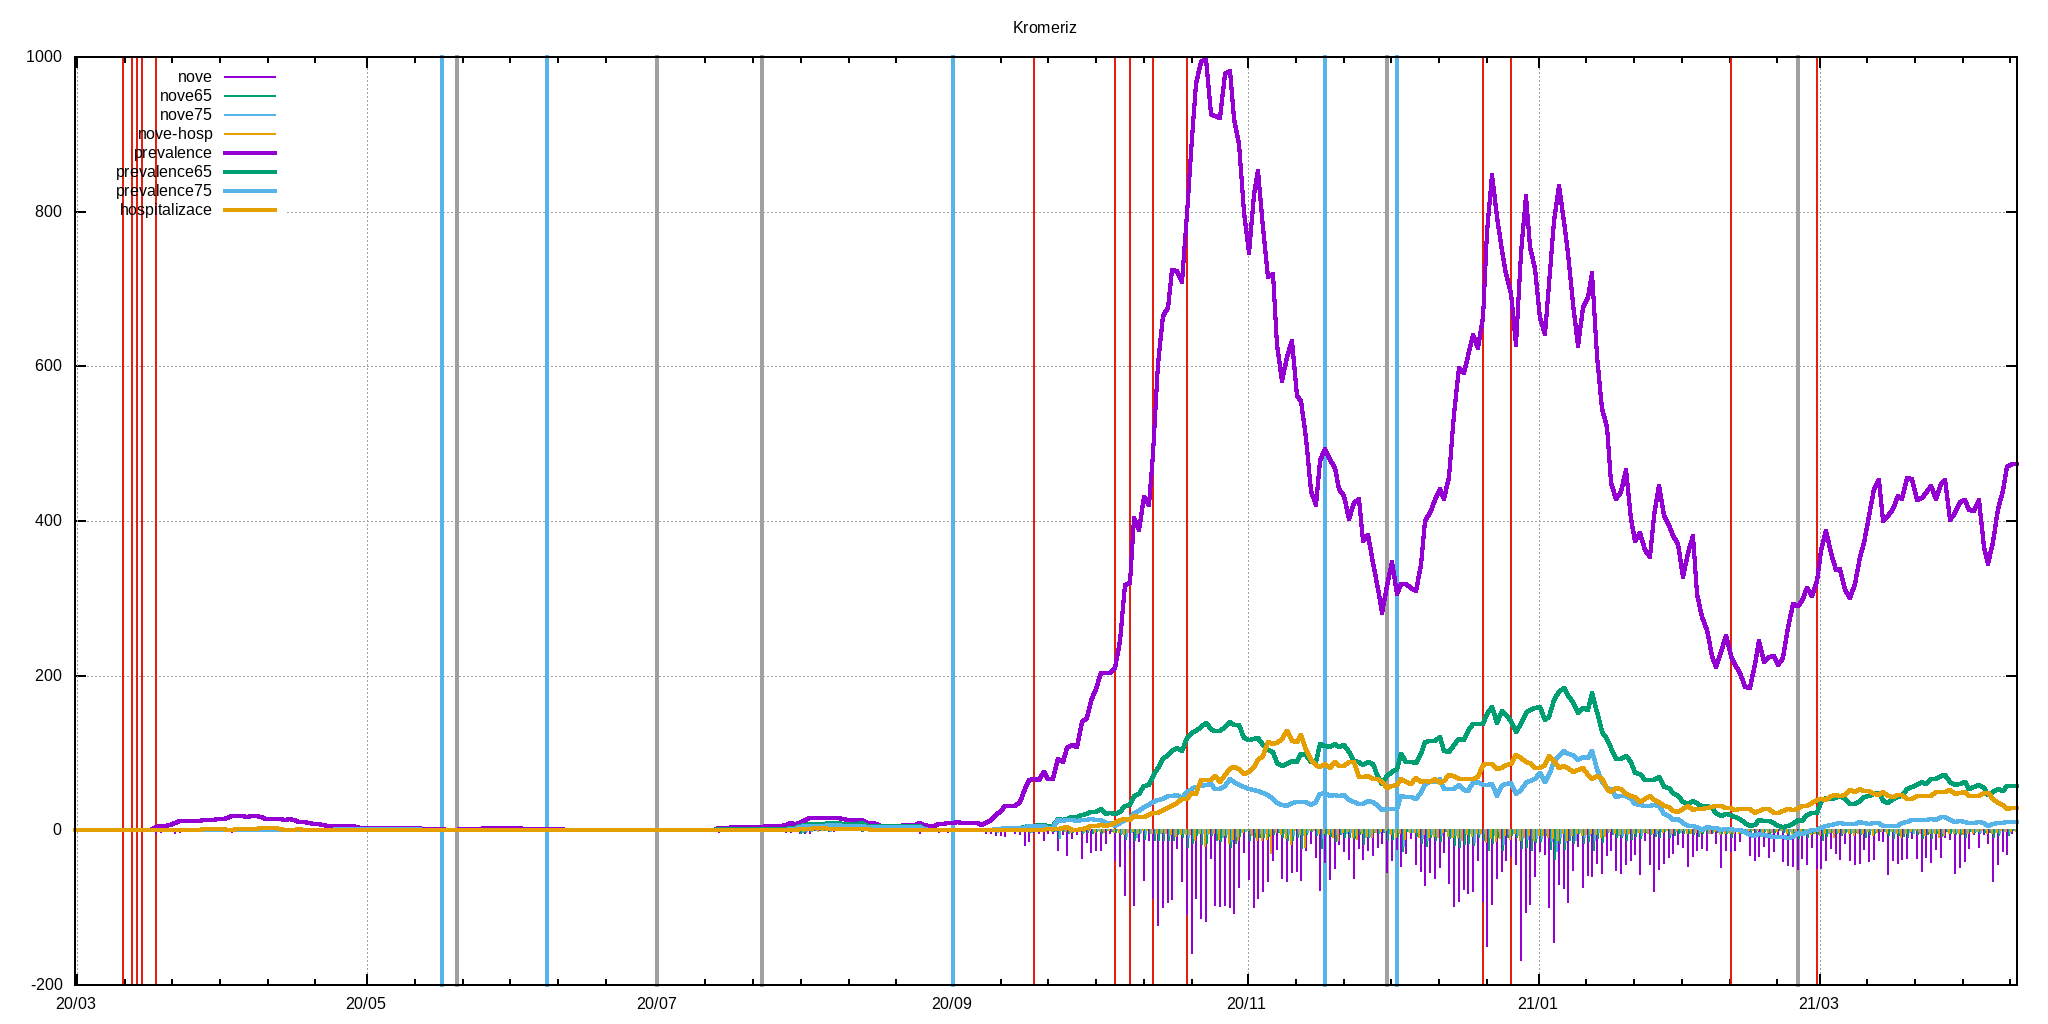 Kromeriz
1000
800
600
400
200
0
-200
nove
nove65
nove75
nove-hosp
prevalence
prevalence65
prevalence75
hospitalizace
20/03 20/05 20/07 20/09 20/11 21/01 21/03